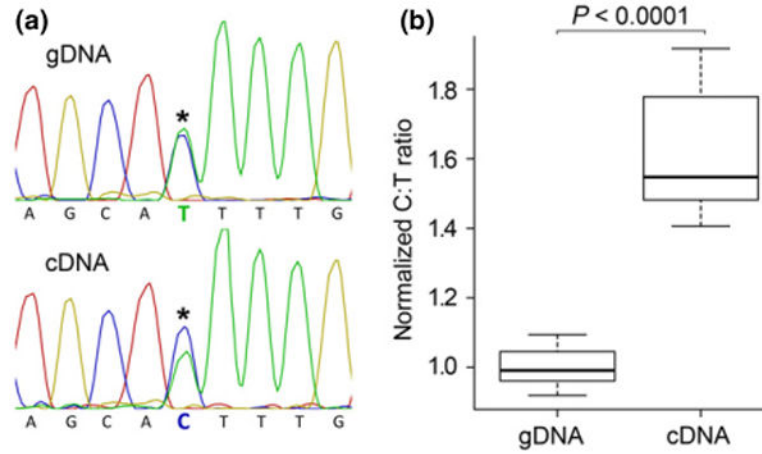 (a)
gDNA
*
A G C A T T T T G
cDNA
*
A G C A C T T T G
(b)
P < 0.0001
Normalized C:T ratio
1.8
1.6
1.4
1.2
1.0
gDNA cDNA